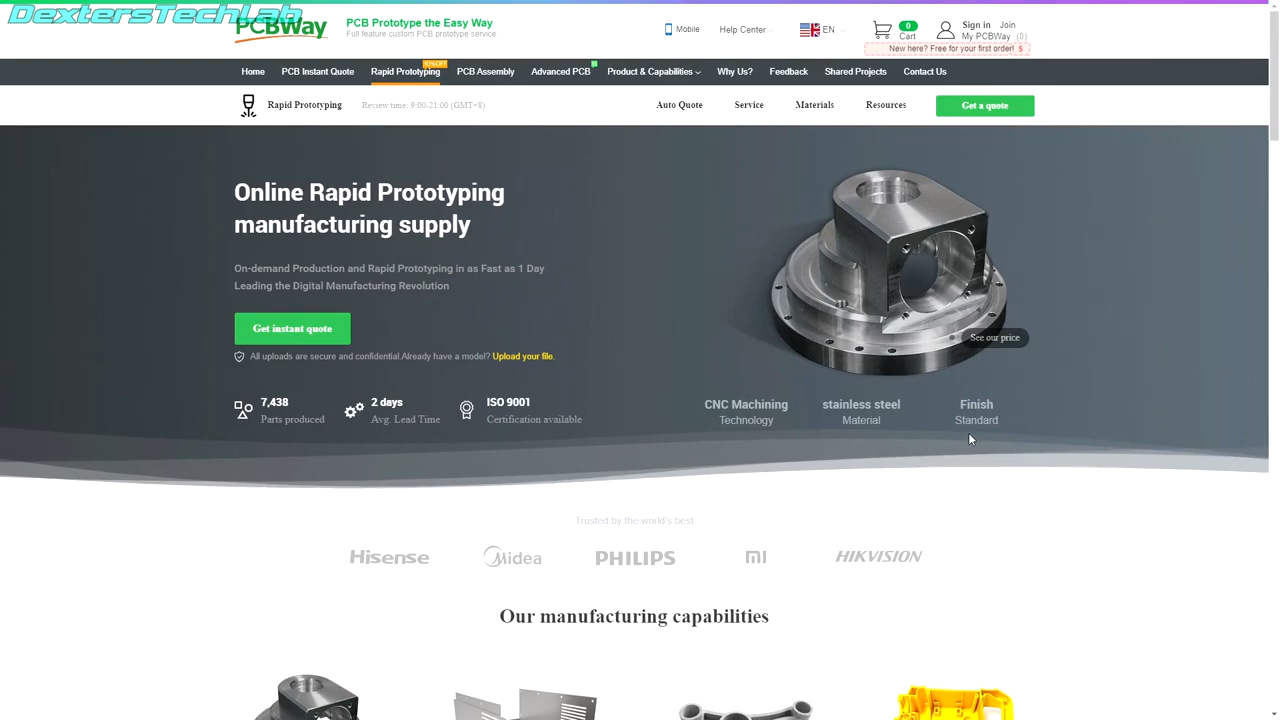 DextersTechLab
PCBWay
PCB Prototype the Easy Way
Full feature custom PCB prototype service.
Mobile
Help Center
EN
0
Cart
Sign in
Join
My PCBWay (0)
New here? Free for your first order! $
Home
PCB Instant Quote
Rapid Prototyping
PCB Assembly
Advanced PCB
Product & Capabilities
Why Us?
Feedback
Shared Projects
Contact Us
Rapid Prototyping
Review time: 9:00-21:00 (GMT+8)
Auto Quote
Service
Materials
Resources
Get a quote
Online Rapid Prototyping
manufacturing supply
On-demand Production and Rapid Prototyping in as Fast as 1 Day
Leading the Digital Manufacturing Revolution
Get instant quote
All uploads are secure and confidential.Already have a model? Upload your file.
7,438
Parts produced
2 days
Avg. Lead Time
ISO 9001
Certification available
See our price
CNC Machining
Technology
stainless steel
Material
Finish
Standard
Trusted by the world's best
Hisense
Midea
PHILIPS
MI
HIKVISION
Our manufacturing capabilities